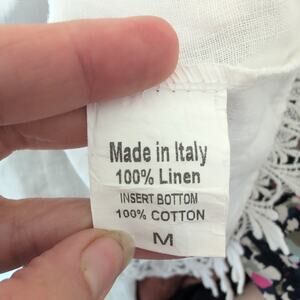 Made in Italy
100% Linen
INSERT BOTTOM
100% COTTON
M